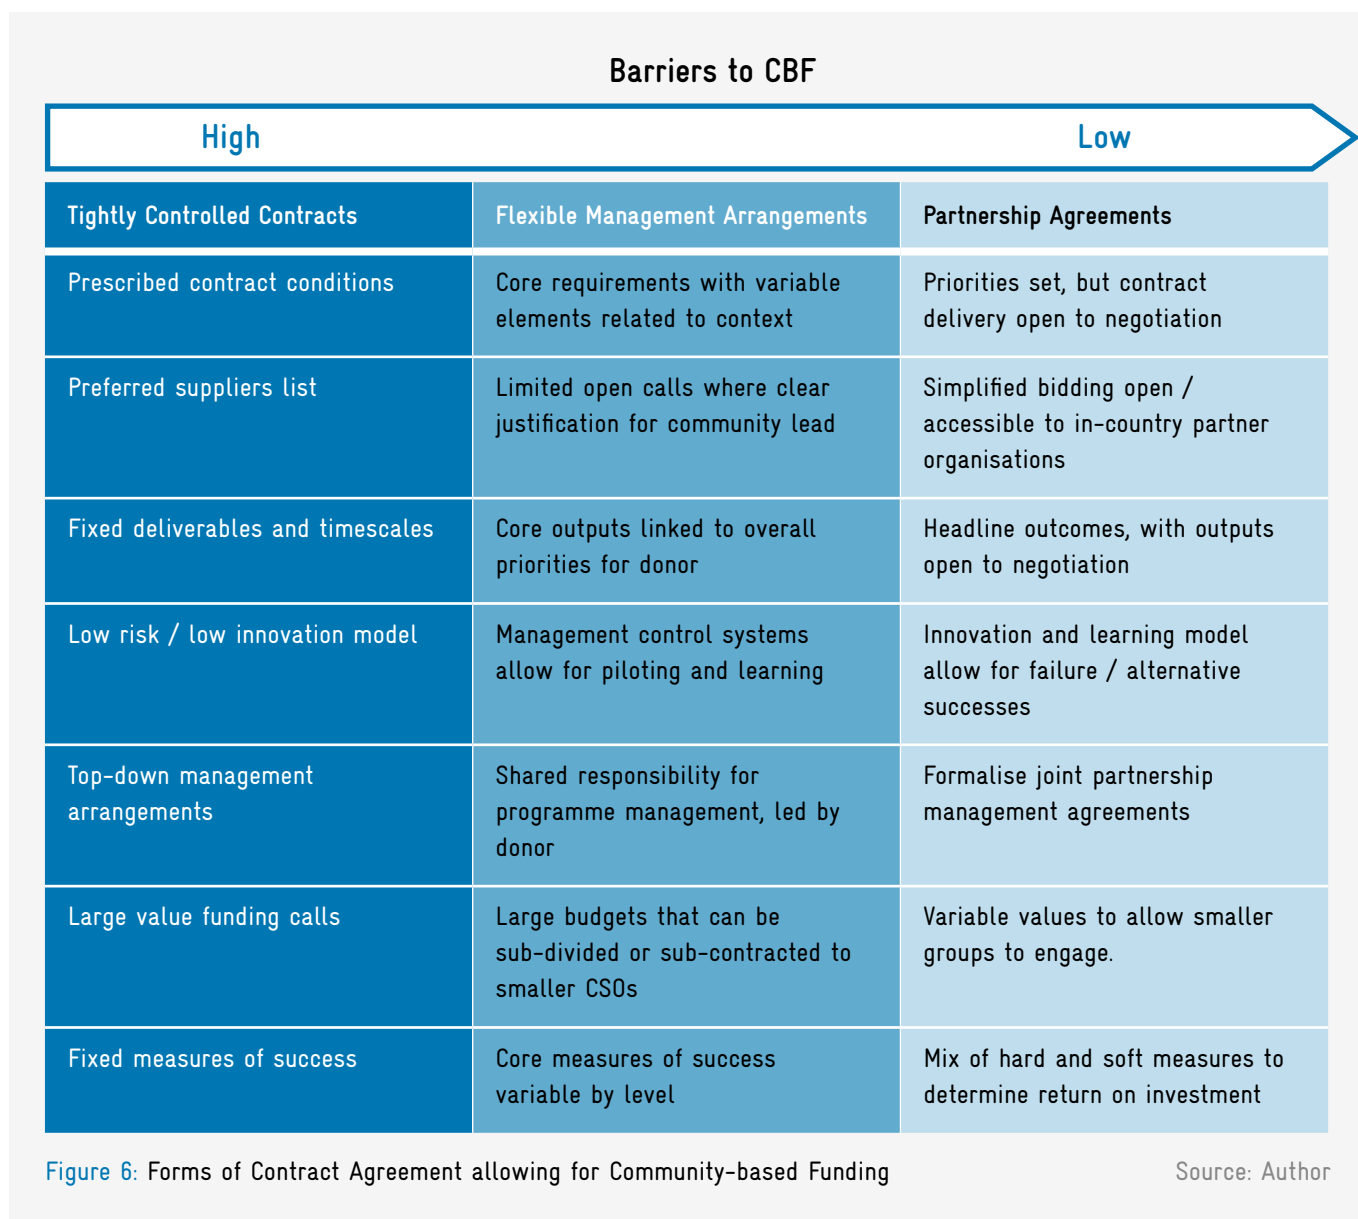 Barriers to CBF
High
Low
Tightly Controlled Contracts
Flexible Management Arrangements
Partnership Agreements
Prescribed contract conditions
Core requirements with variable
elements related to context
Priorities set, but contract
delivery open to negotiation
Preferred suppliers list
Limited open calls where clear
justification for community lead
Simplified bidding open /
accessible to in-country partner
organisations
Fixed deliverables and timescales
Core outputs linked to overall
priorities for donor
Headline outcomes, with outputs
open to negotiation
Low risk / low innovation model
Management control systems
allow for piloting and learning
Innovation and learning model
allow for failure / alternative
successes
Top-down management
arrangements
Shared responsibility for
programme management, led by
donor
Formalise joint partnership
management agreements
Large value funding calls
Large budgets that can be
sub-divided or sub-contracted to
smaller CSOs
Variable values to allow smaller
groups to engage.
Fixed measures of success
Core measures of success
variable by level
Mix of hard and soft measures to
determine return on investment
Figure 6: Forms of Contract Agreement allowing for Community-based Funding
Source: Author